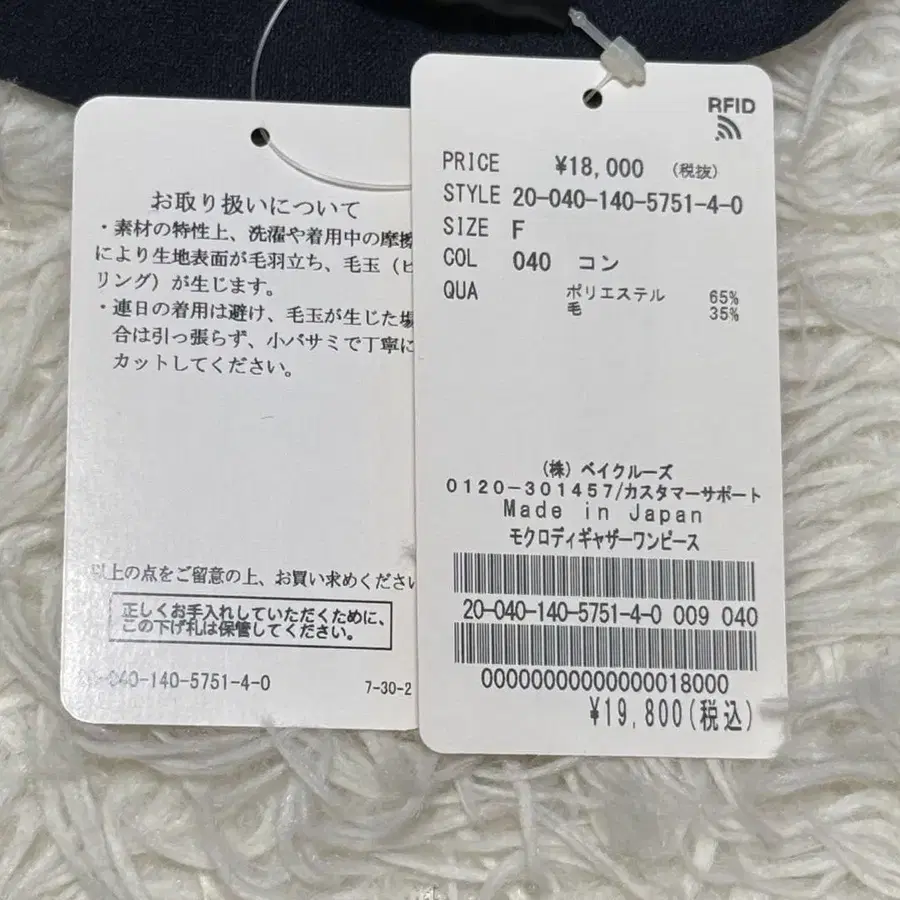 お取り扱いについて
・素材の特性上、洗濯や着用中の摩擦
により生地表面が毛羽立ち、毛玉（ピ
リング）が生じます。
・連日の着用は避け、毛玉が生じた場
合は引っ張らず、小バサミで丁寧に
カットしてください。
以上の点をご留意の上、お買い求めください
正しくお手入れしていただくために、
この下げ札は保管してください。
-040-140-5751-4-0
7-30-2
RFID
PRICE ¥18,000 (税抜)
STYLE 20-040-140-5751-4-0
SIZE F
COL 040 コン
QUA ポリエステル 65%
毛 35%
(株) ベイクルーズ
0120-301457/カスタマーサポート
Made in Japan
モクロディギャザーワンピース
20-040-140-5751-4-0 009 040
00000000000000018000
¥19,800(税込)